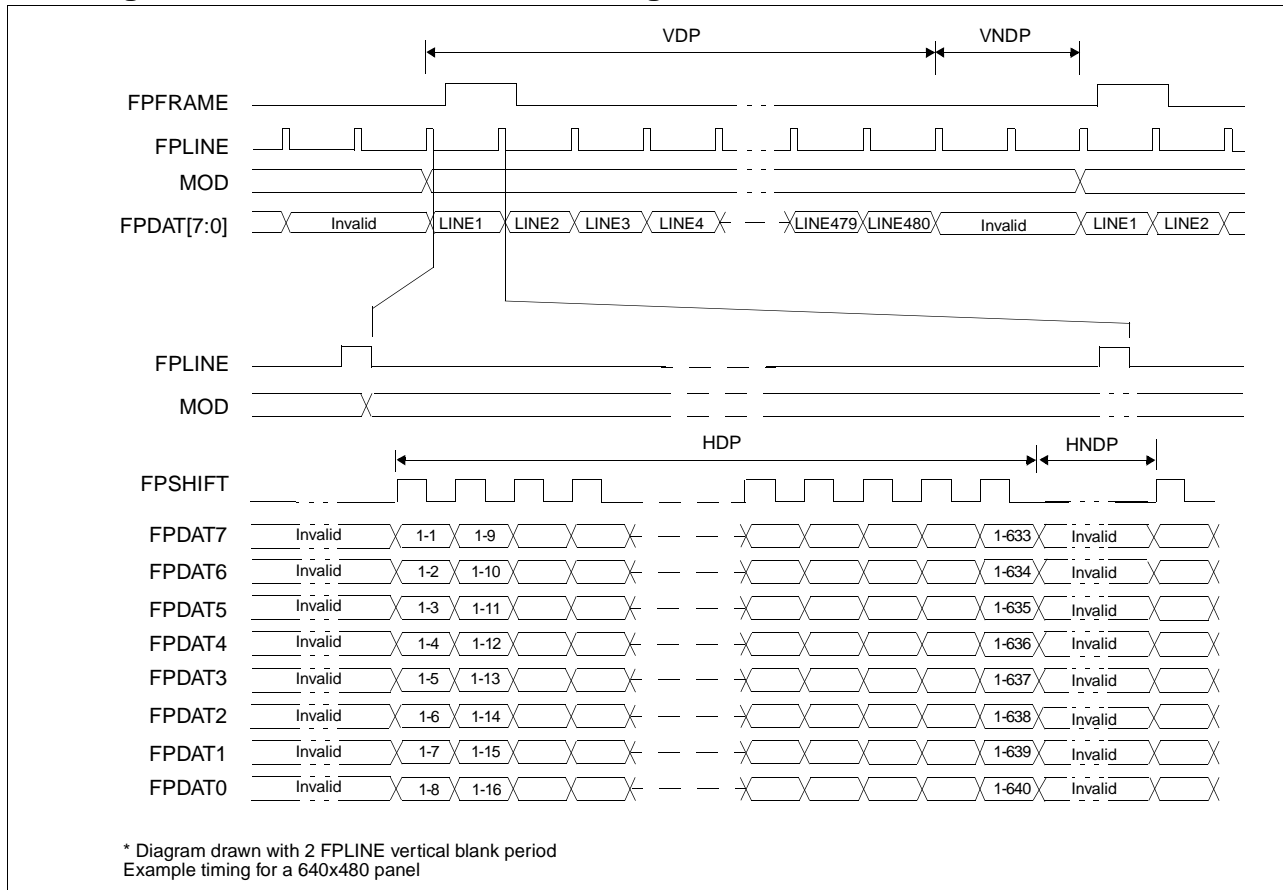 VDP VNDP
FPFRAME
FPLINE
MOD
FPDAT[7:0] Invalid LINE1 LINE2 LINE3 LINE4 LINE479 LINE480 Invalid LINE1 LINE2
FPLINE
MOD
HDP HNDP
FPSHIFT
FPDAT7 Invalid 1-1 1-9 1-633 Invalid
FPDAT6 Invalid 1-2 1-10 1-634 Invalid
FPDAT5 Invalid 1-3 1-11 1-635 Invalid
FPDAT4 Invalid 1-4 1-12 1-636 Invalid
FPDAT3 Invalid 1-5 1-13 1-637 Invalid
FPDAT2 Invalid 1-6 1-14 1-638 Invalid
FPDAT1 Invalid 1-7 1-15 1-639 Invalid
FPDAT0 Invalid 1-8 1-16 1-640 Invalid
* Diagram drawn with 2 FPLINE vertical blank period
Example timing for a 640x480 panel